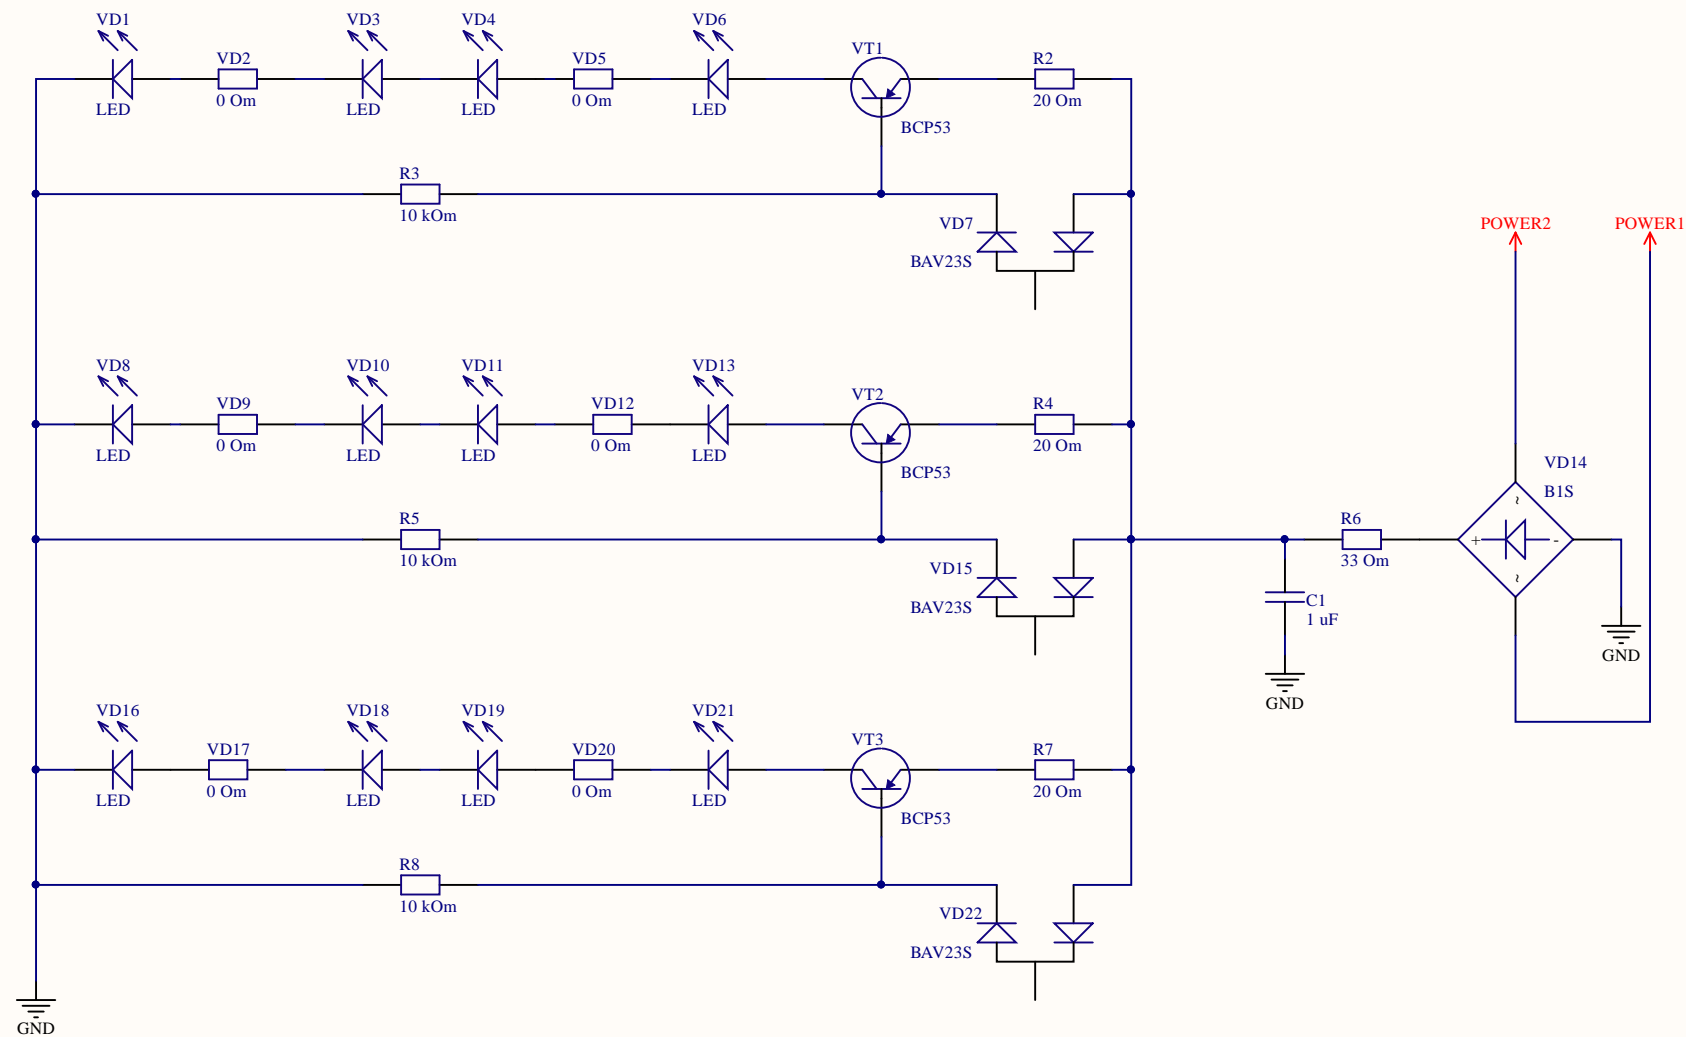 VD1
VD3
VD4
VD6
VT1
R2
VD2
VD5
0 Om
0 Om
20 Om
LED
LED
LED
LED
BCP53
R3
10 kOm
VD7
BAV23S
POWER2
POWER1
VD8
VD10
VD11
VD13
VT2
R4
VD9
VD12
0 Om
0 Om
20 Om
LED
LED
LED
LED
BCP53
VD14
B1S
~
R5
10 kOm
R6
33 Om
+
-
~
VD15
BAV23S
C1
1 uF
GND
GND
VD16
VD18
VD19
VD21
VT3
R7
VD17
VD20
0 Om
0 Om
20 Om
LED
LED
LED
LED
BCP53
R8
10 kOm
VD22
BAV23S
GND